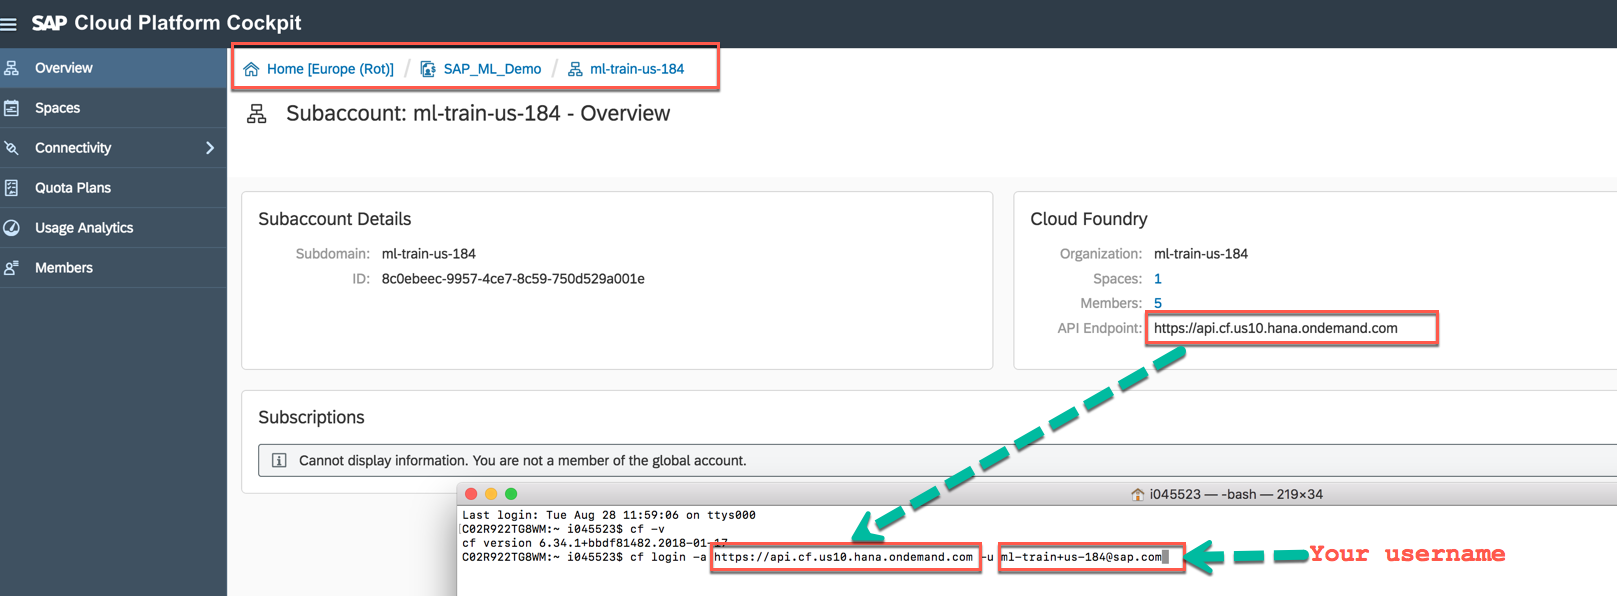 SAP Cloud Platform Cockpit
Overview
Spaces
Connectivity
Quota Plans
Usage Analytics
Members
Home [Europe (Rot)] / SAP_ML_Demo / ml-train-us-184
Subaccount: ml-train-us-184 - Overview
Subaccount Details
Subdomain: ml-train-us-184
ID: 8c0ebeec-9957-4ce7-8c59-750d529a001e
Cloud Foundry
Organization: ml-train-us-184
Spaces: 1
Members: 5
API Endpoint: https://api.cf.us10.hana.ondemand.com
Subscriptions
Cannot display information. You are not a member of the global account.
i045523 — -bash — 219×34
Last login: Tue Aug 28 11:59:06 on ttys000
[C02R922TG8WM:~ i045523$ cf -v
cf version 6.34.1+bbdf81482.2018-01-17
C02R922TG8WM:~ i045523$ cf login -a https://api.cf.us10.hana.ondemand.com -u ml-train+us-184@sap.com
Your username